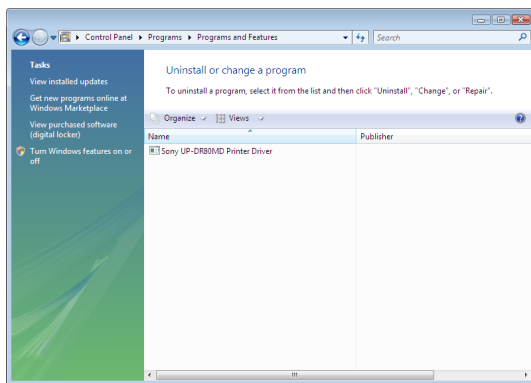 Control Panel ▸ Programs ▸ Programs and Features
Search
Tasks
View installed updates
Get new programs online at
Windows Marketplace
View purchased software
(digital locker)
Turn Windows features on or
off
Uninstall or change a program
To uninstall a program, select it from the list and then click "Uninstall", "Change", or "Repair".
Organize
Views
Name
Publisher
Sony UP-DR80MD Printer Driver